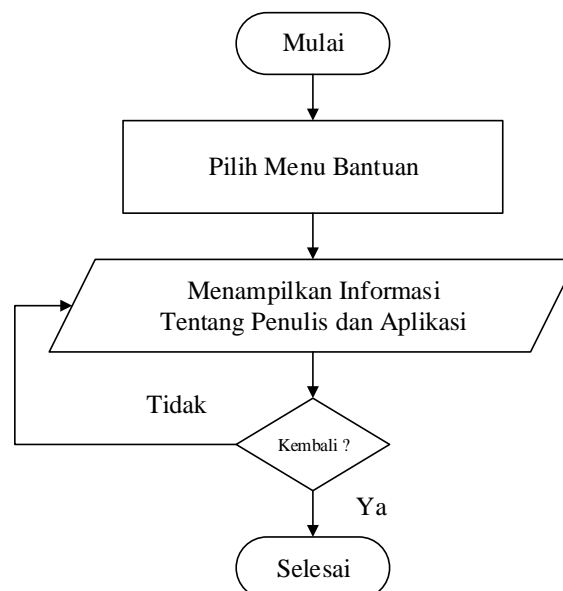 Mulai
Pilih Menu Bantuan
Menampilkan Informasi
Tentang Penulis dan Aplikasi
Tidak
Kembali ?
Ya
Selesai